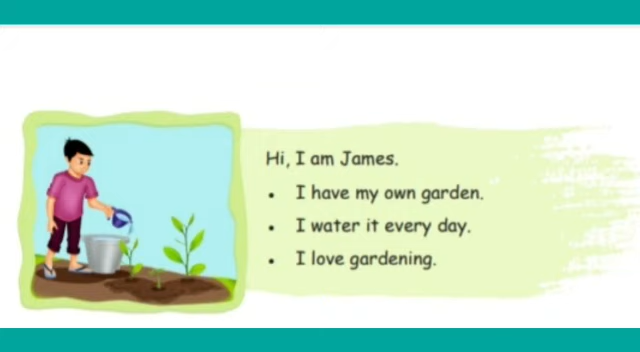 Hi, I am James.
• I have my own garden.
• I water it every day.
• I love gardening.